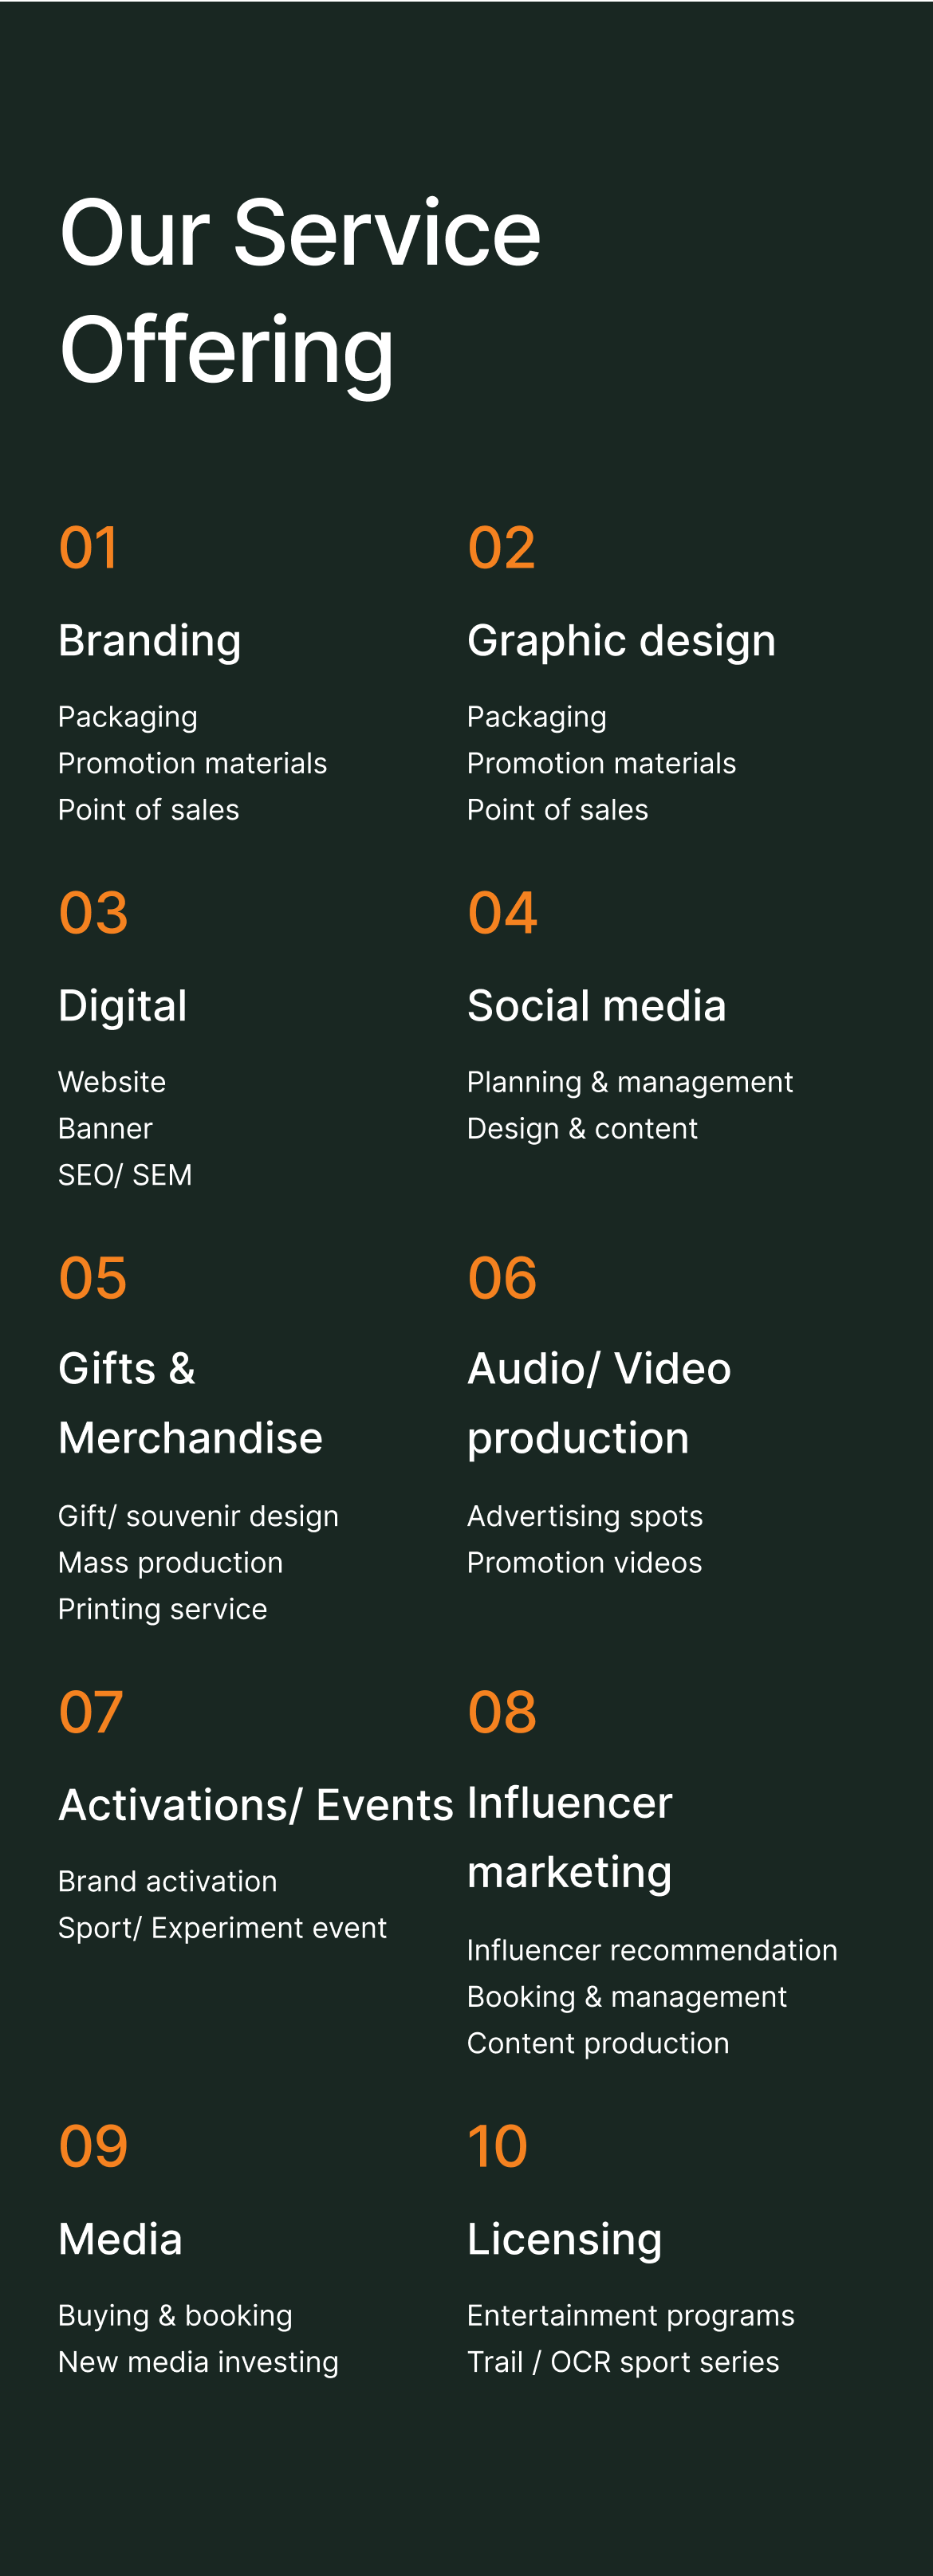 Our Service
Offering
01
Branding
Packaging
Promotion materials
Point of sales
02
Graphic design
Packaging
Promotion materials
Point of sales
03
Digital
Website
Banner
SEO/ SEM
04
Social media
Planning & management
Design & content
05
Gifts &
Merchandise
Gift/ souvenir design
Mass production
Printing service
06
Audio/ Video
production
Advertising spots
Promotion videos
07
Activations/ Events
Brand activation
Sport/ Experiment event
08
Influencer
marketing
Influencer recommendation
Booking & management
Content production
09
Media
Buying & booking
New media investing
10
Licensing
Entertainment programs
Trail / OCR sport series